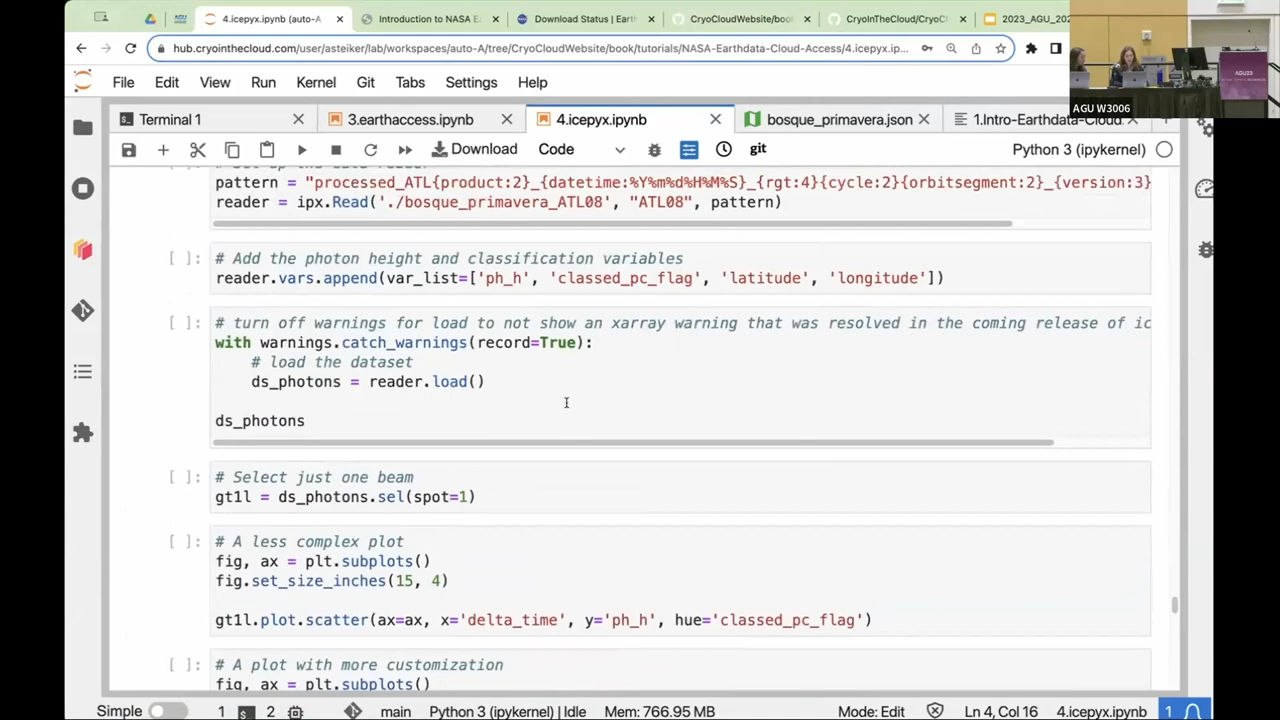 4.icepyx.ipynb (auto-A
Introduction to NASA E
Download Status | Earth
CryoCloudWebsite/boo
CryoInTheCloud/CryoC
2023_AGU_202
hub.cryointhecloud.com/user/asteiker/lab/workspaces/auto-A/tree/CryoCloudWebsite/book/tutorials/NASA-Earthdata-Cloud-Access/4.icepyx.ip...
AGU W3006
File Edit View Run Kernel Git Tabs Settings Help
Terminal 1
3.earthaccess.ipynb
4.icepyx.ipynb
bosque_primavera.json
1.Intro-Earthdata-Cloud.
Download Code git Python 3 (ipykernel)
pattern = "processed_ATL{product:2}_{datetime:%Y%m%d%H%M%S}_{rgt:4}{cycle:2}{orbitsegment:2}_{version:3}
reader = ipx.Read('./bosque_primavera_ATL08', "ATL08", pattern)
[ ]: # Add the photon height and classification variables
reader.vars.append(var_list=['ph_h', 'classed_pc_flag', 'latitude', 'longitude'])
[ ]: # turn off warnings for load to not show an xarray warning that was resolved in the coming release of ic
with warnings.catch_warnings(record=True):
# load the dataset
ds_photons = reader.load()
ds_photons
[ ]: # Select just one beam
gt1l = ds_photons.sel(spot=1)
[ ]: # A less complex plot
fig, ax = plt.subplots()
fig.set_size_inches(15, 4)
gt1l.plot.scatter(ax=ax, x='delta_time', y='ph_h', hue='classed_pc_flag')
[ ]: # A plot with more customization
fig, ax = plt.subplots()
Simple 1 2 main Python 3 (ipykernel) | Idle Mem: 766.95 MB Mode: Edit Ln 4, Col 16 4.icepyx.ipynb 1